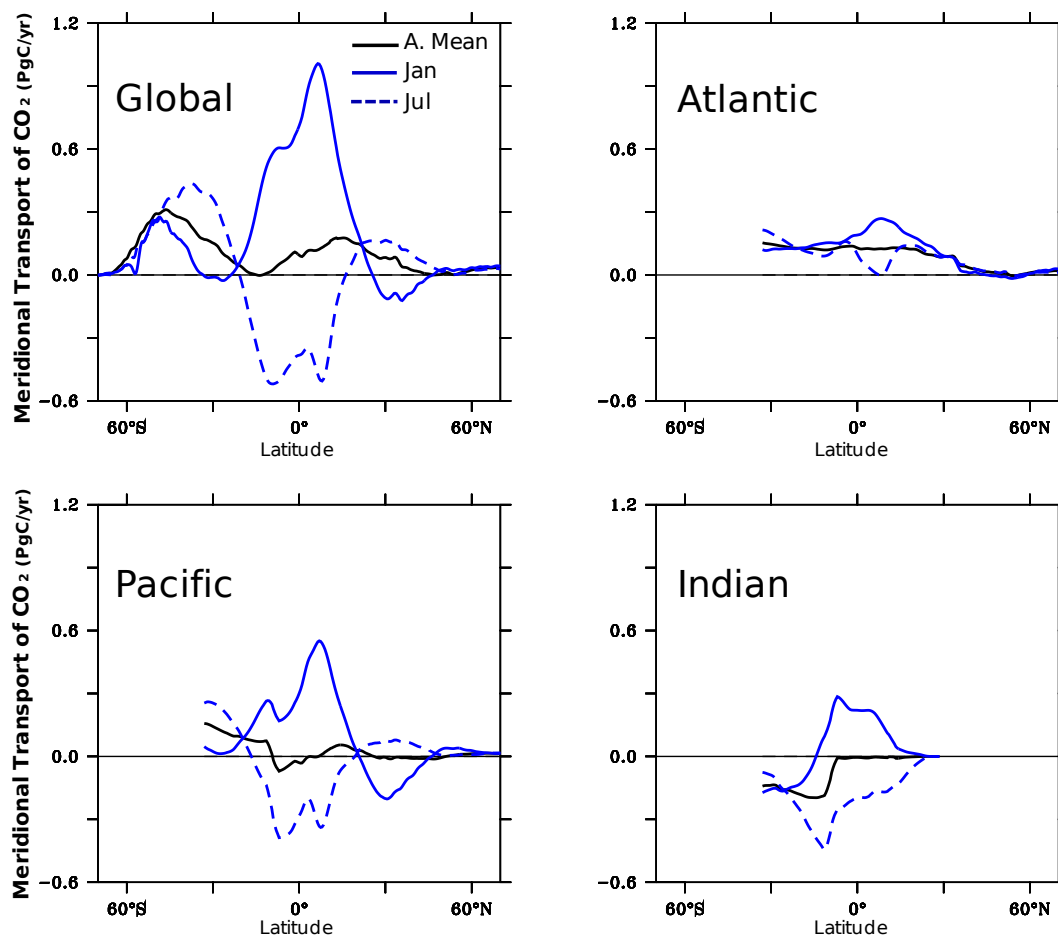 Meridional Transport of CO₂ (PgC/yr)
1.2
0.6
0.0
−0.6
Global
A. Mean
Jan
Jul
60°S
0°
60°N
Latitude
1.2
0.6
0.0
−0.6
Atlantic
60°S
0°
60°N
Latitude
Meridional Transport of CO₂ (PgC/yr)
1.2
0.6
0.0
−0.6
Pacific
60°S
0°
60°N
Latitude
1.2
0.6
0.0
−0.6
Indian
60°S
0°
60°N
Latitude